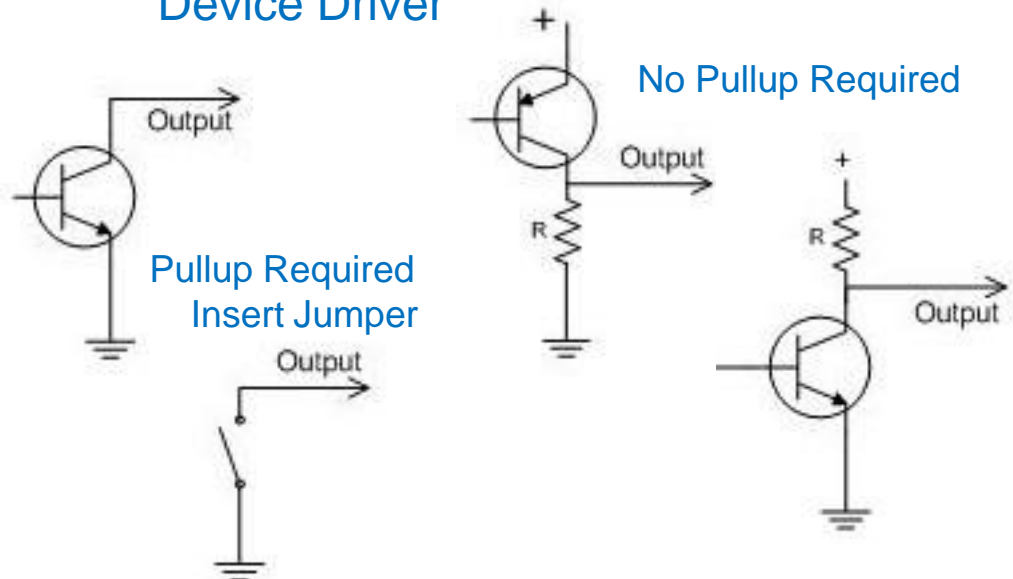 Device Driver
+
No Pullup Required
Output
Output
+
R
R
Pullup Required
Insert Jumper
Output
Output